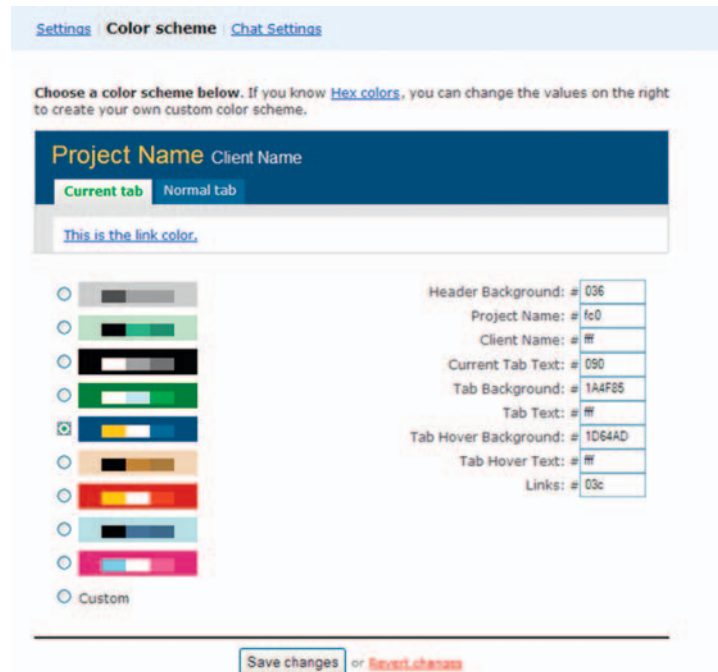 Settings | Color scheme | Chat Settings
Choose a color scheme below. If you know Hex colors, you can change the values on the right
to create your own custom color scheme.
Project Name Client Name
Current tab Normal tab
This is the link color.
Header Background: # 036
Project Name: # fc0
Client Name: # fff
Current Tab Text: # 090
Tab Background: # 1A4F85
Tab Text: # fff
Tab Hover Background: # 1D64AD
Tab Hover Text: # fff
Links: # 03c
Custom
Save changes or Revert changes